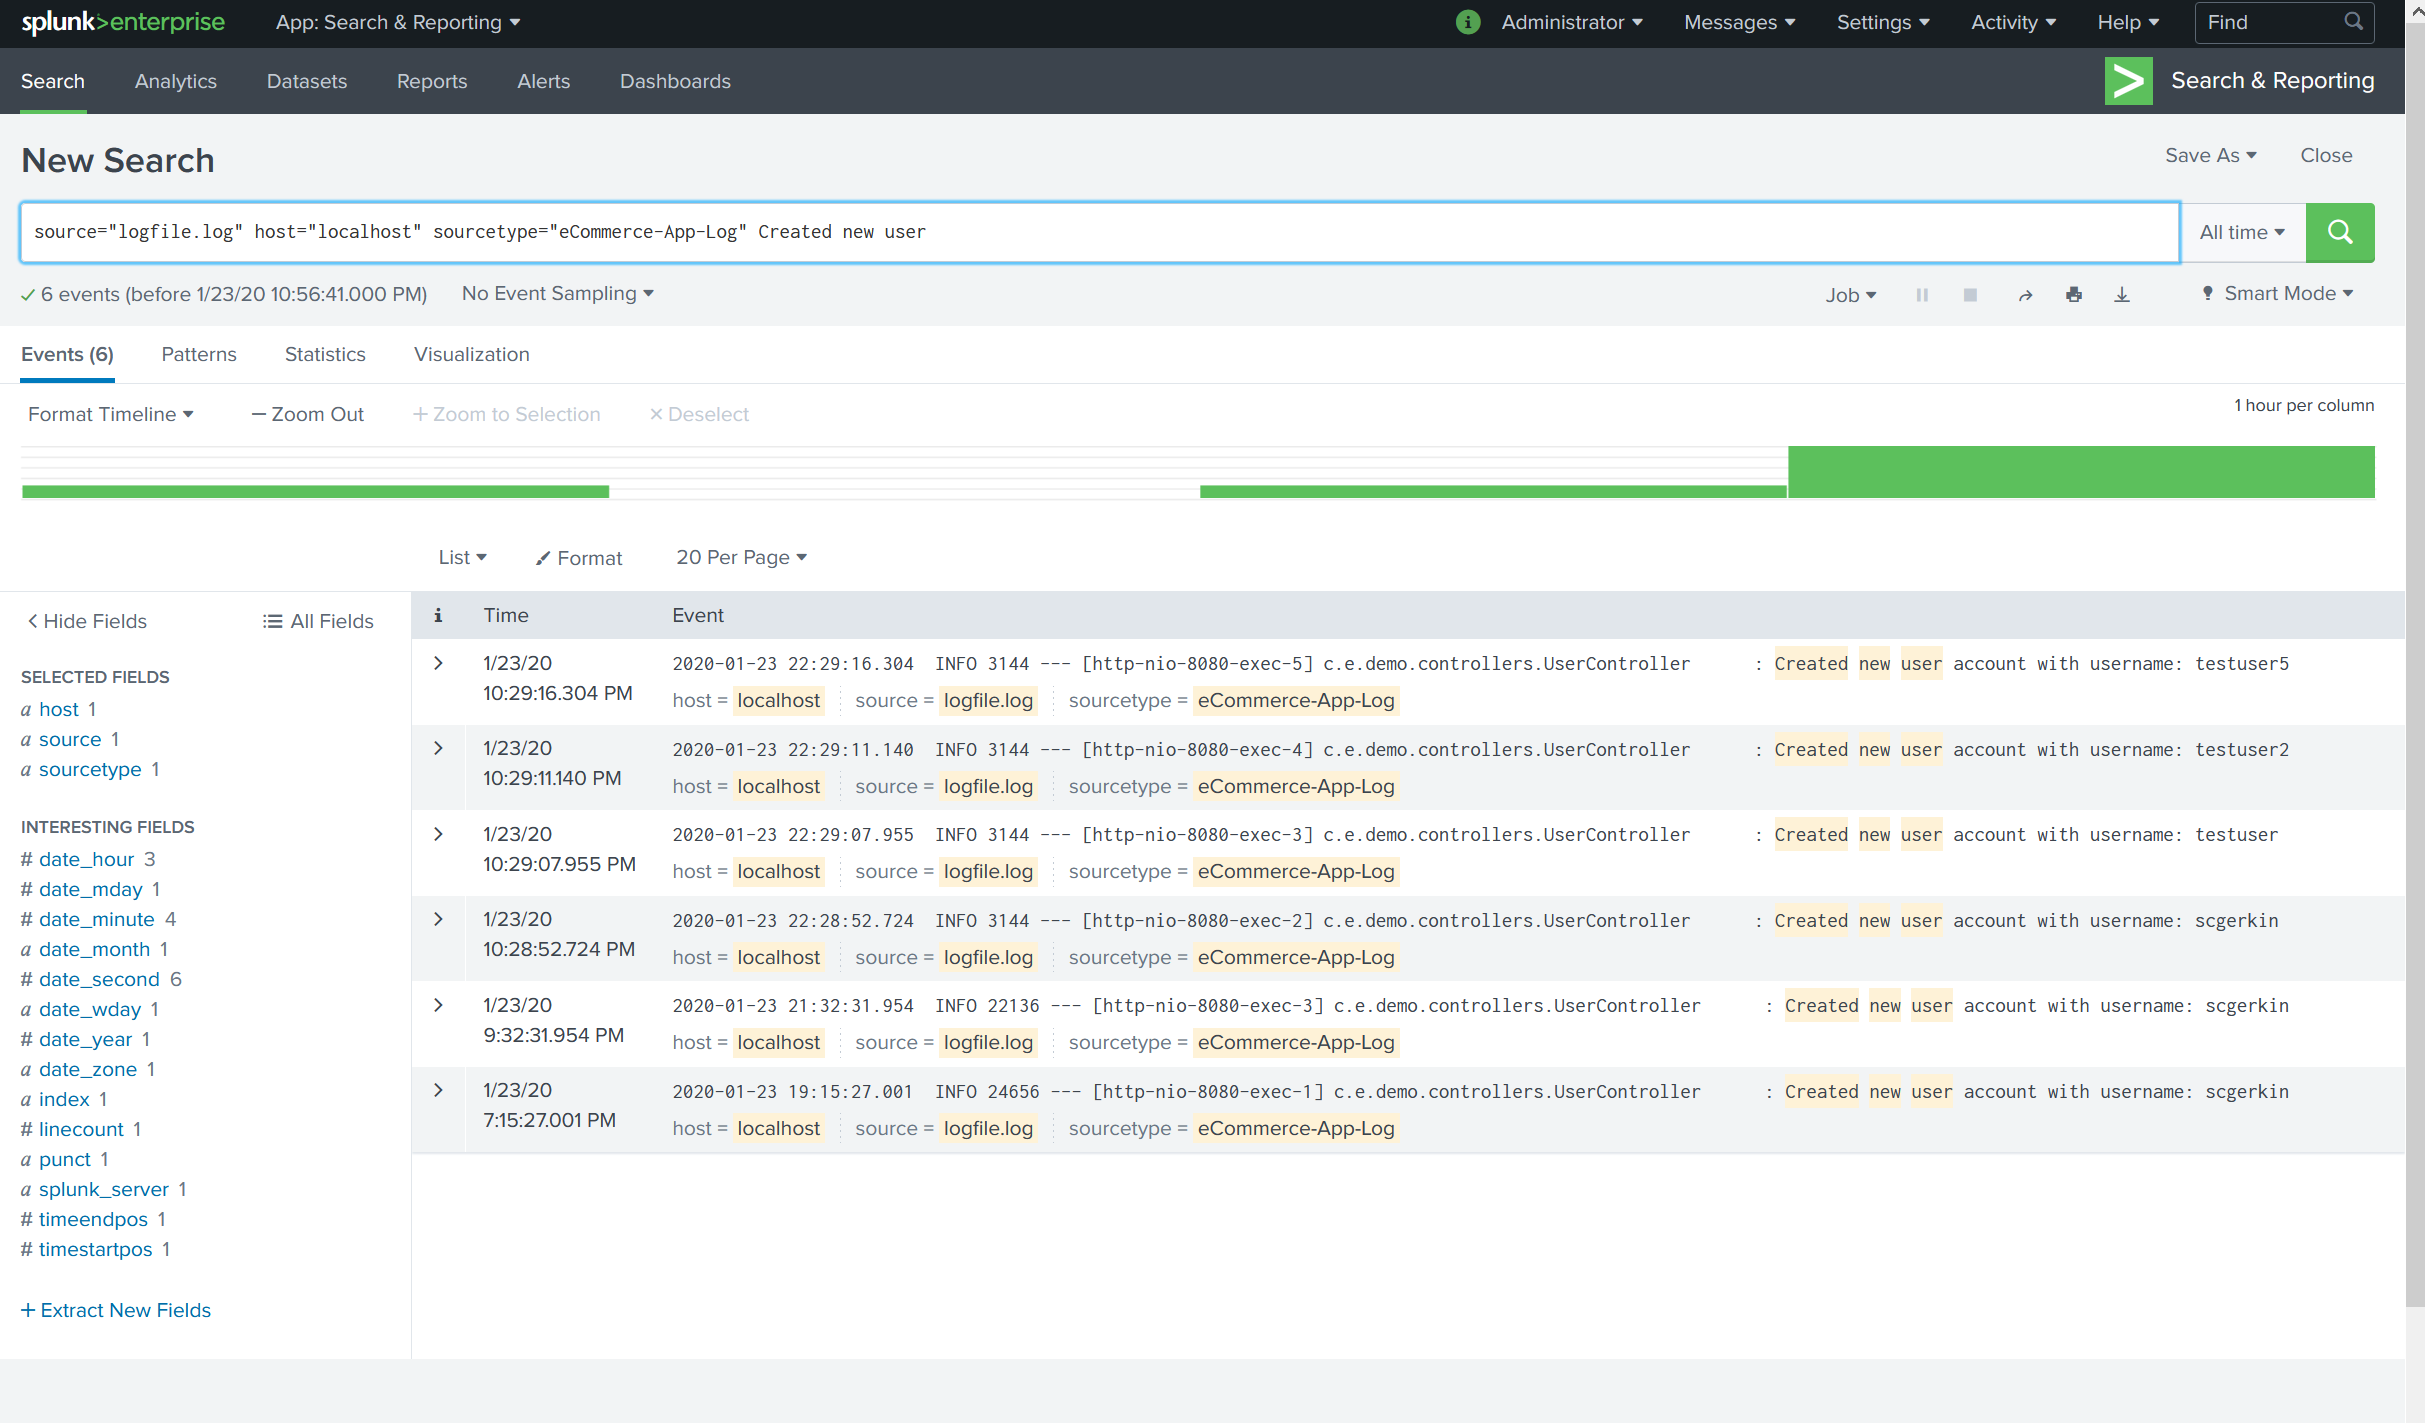 splunk>enterprise App: Search & Reporting i Administrator Messages Settings Activity Help Find
Search Analytics Datasets Reports Alerts Dashboards Search & Reporting
New Search Save As Close
source="logfile.log" host="localhost" sourcetype="eCommerce-App-Log" Created new user All time
6 events (before 1/23/20 10:56:41.000 PM) No Event Sampling Job Smart Mode
Events (6) Patterns Statistics Visualization
Format Timeline — Zoom Out + Zoom to Selection × Deselect 1 hour per column
List Format 20 Per Page
< Hide Fields All Fields
SELECTED FIELDS
a host 1
a source 1
a sourcetype 1
INTERESTING FIELDS
# date_hour 3
# date_mday 1
# date_minute 4
a date_month 1
# date_second 6
a date_wday 1
# date_year 1
a date_zone 1
a index 1
# linecount 1
a punct 1
a splunk_server 1
# timeendpos 1
# timestartpos 1
+ Extract New Fields
i Time Event
1/23/20 2020-01-23 22:29:16.304 INFO 3144 --- [http-nio-8080-exec-5] c.e.demo.controllers.UserController : Created new user account with username: testuser5
10:29:16.304 PM host = localhost source = logfile.log sourcetype = eCommerce-App-Log
1/23/20 2020-01-23 22:29:11.140 INFO 3144 --- [http-nio-8080-exec-4] c.e.demo.controllers.UserController : Created new user account with username: testuser2
10:29:11.140 PM host = localhost source = logfile.log sourcetype = eCommerce-App-Log
1/23/20 2020-01-23 22:29:07.955 INFO 3144 --- [http-nio-8080-exec-3] c.e.demo.controllers.UserController : Created new user account with username: testuser
10:29:07.955 PM host = localhost source = logfile.log sourcetype = eCommerce-App-Log
1/23/20 2020-01-23 22:28:52.724 INFO 3144 --- [http-nio-8080-exec-2] c.e.demo.controllers.UserController : Created new user account with username: scgerkin
10:28:52.724 PM host = localhost source = logfile.log sourcetype = eCommerce-App-Log
1/23/20 2020-01-23 21:32:31.954 INFO 22136 --- [http-nio-8080-exec-3] c.e.demo.controllers.UserController : Created new user account with username: scgerkin
9:32:31.954 PM host = localhost source = logfile.log sourcetype = eCommerce-App-Log
1/23/20 2020-01-23 19:15:27.001 INFO 24656 --- [http-nio-8080-exec-1] c.e.demo.controllers.UserController : Created new user account with username: scgerkin
7:15:27.001 PM host = localhost source = logfile.log sourcetype = eCommerce-App-Log